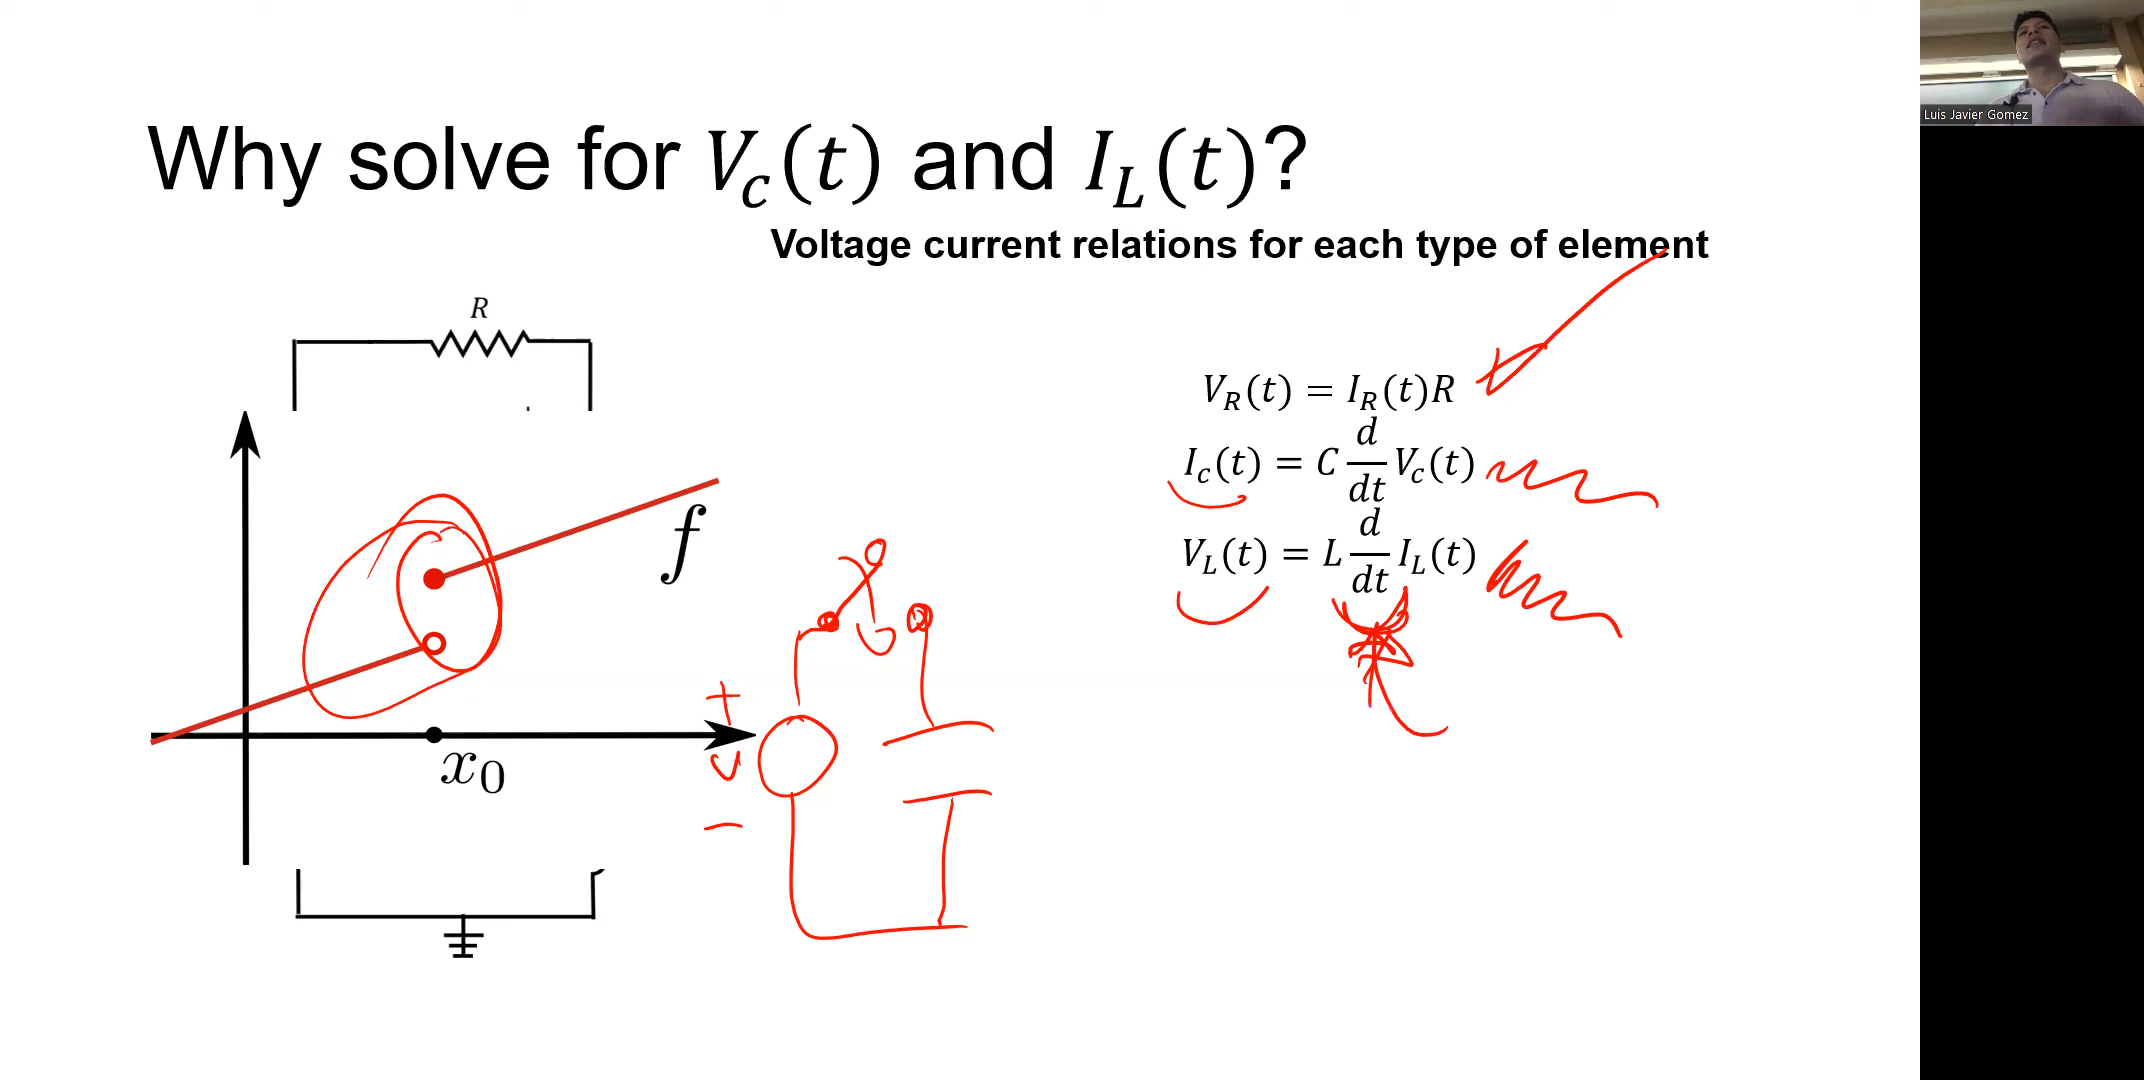 Why solve for V_c(t) and I_L(t)?
Voltage current relations for each type of element
R
V_R(t) = I_R(t)R
I_c(t) = C d/dt V_c(t)
V_L(t) = L d/dt I_L(t)
f
x_0
+
−
Luis Javier Gomez